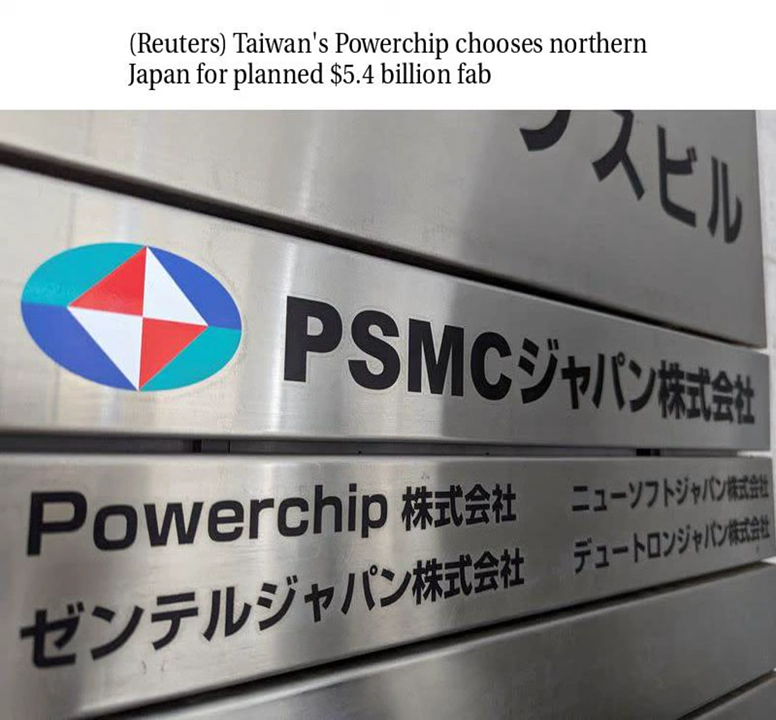 (Reuters) Taiwan's Powerchip chooses northern
Japan for planned $5.4 billion fab
スビル
PSMCジャパン株式会社
Powerchip 株式会社
ゼンテルジャパン株式会社
ニューソフトジャパン株式会社
デュートロンジャパン株式会社